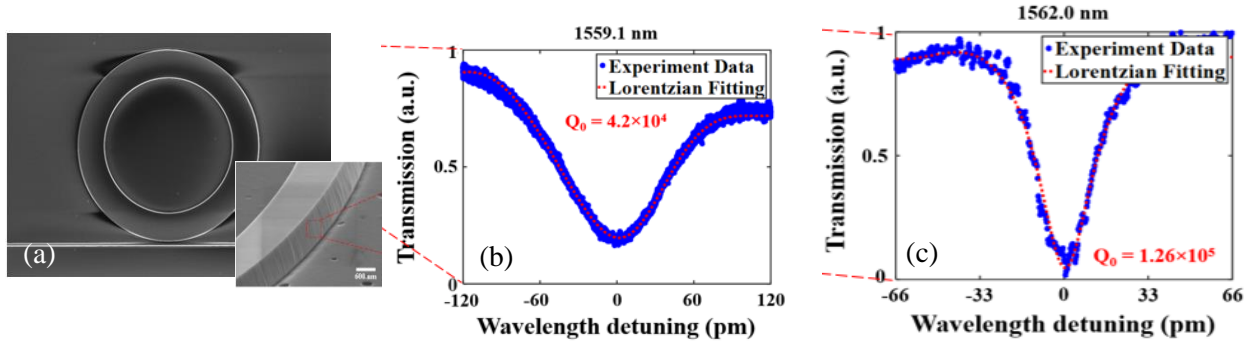 (a)
1559.1 nm
Transmission (a.u.)
1
0.5
0
Experiment Data
Lorentzian Fitting
Q₀ = 4.2×10⁴
(b)
-120
-60
0
60
120
Wavelength detuning (pm)
1562.0 nm
Transmission (a.u.)
1
0.5
0
Experiment Data
Lorentzian Fitting
Q₀ = 1.26×10⁵
(c)
-66
-33
0
33
66
Wavelength detuning (pm)